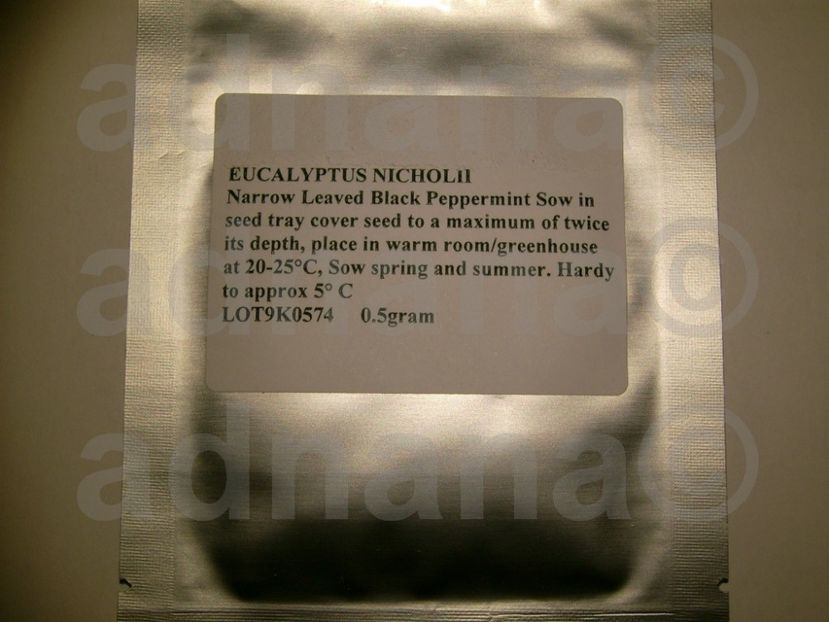 adnana©
EUCALYPTUS NICHOLII
Narrow Leaved Black Peppermint Sow in
seed tray cover seed to a maximum of twice
its depth, place in warm room/greenhouse
at 20-25°C, Sow spring and summer. Hardy
to approx 5° C
LOT9K0574 0.5gram
adnana©
adnana©